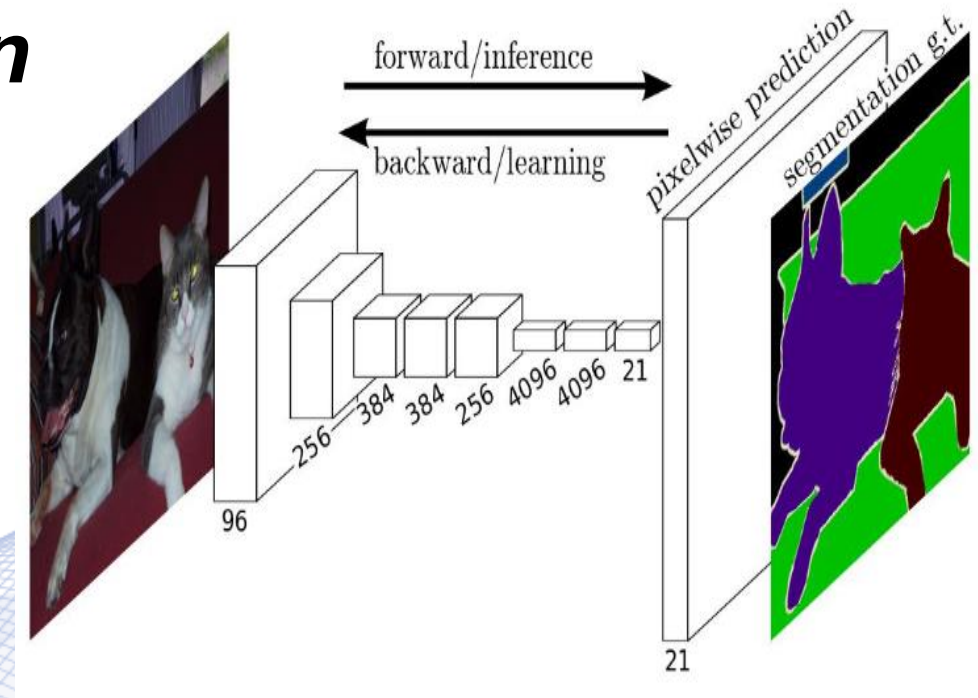 n
forward/inference
backward/learning
pixelwise prediction
segmentation g.t.
96
256
384
384
256
4096
4096
21
21